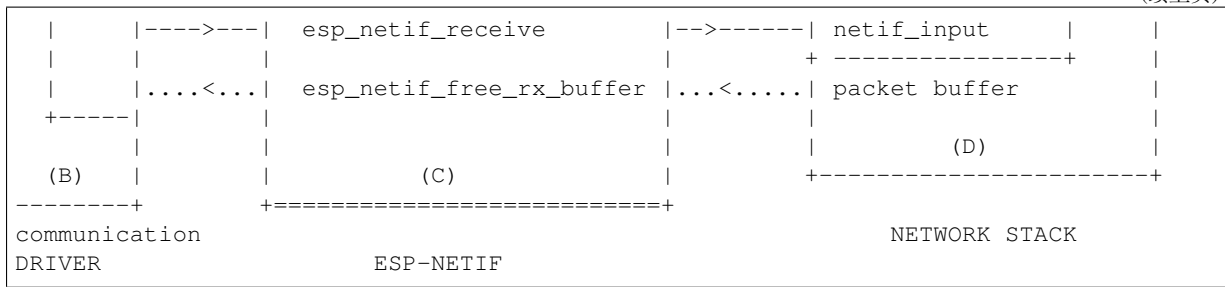 (续上页)
|      |---->---|  esp_netif_receive        |-->------| netif_input     |     |
|      |        |                           |         + ----------------+     |
|      |....<...|  esp_netif_free_rx_buffer |...<.....| packet buffer         |
+-----|        |                           |         |                       |
|        |                           |         |         (D)           |
(B)    |        |          (C)              |         +-----------------------+
--------+        +===========================+
communication                                                NETWORK STACK
DRIVER                   ESP-NETIF